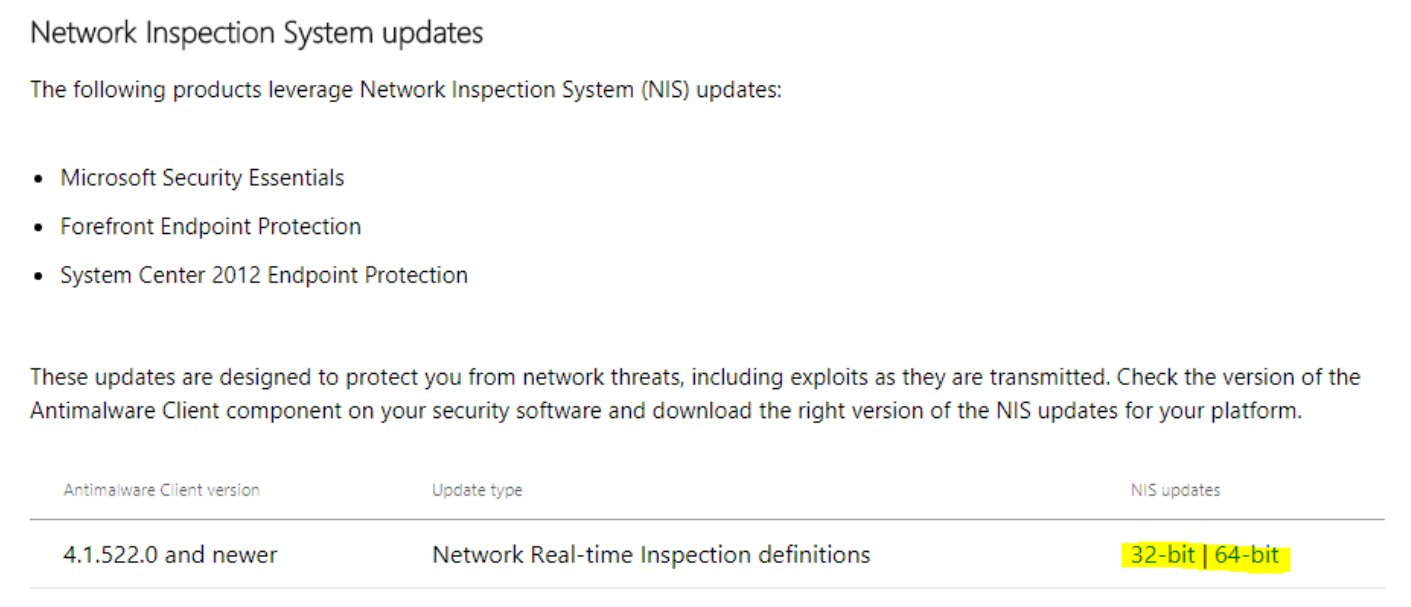 Network Inspection System updates
The following products leverage Network Inspection System (NIS) updates:
• Microsoft Security Essentials
• Forefront Endpoint Protection
• System Center 2012 Endpoint Protection
These updates are designed to protect you from network threats, including exploits as they are transmitted. Check the version of the
Antimalware Client component on your security software and download the right version of the NIS updates for your platform.
Antimalware Client version Update type NIS updates
4.1.522.0 and newer Network Real-time Inspection definitions 32-bit | 64-bit